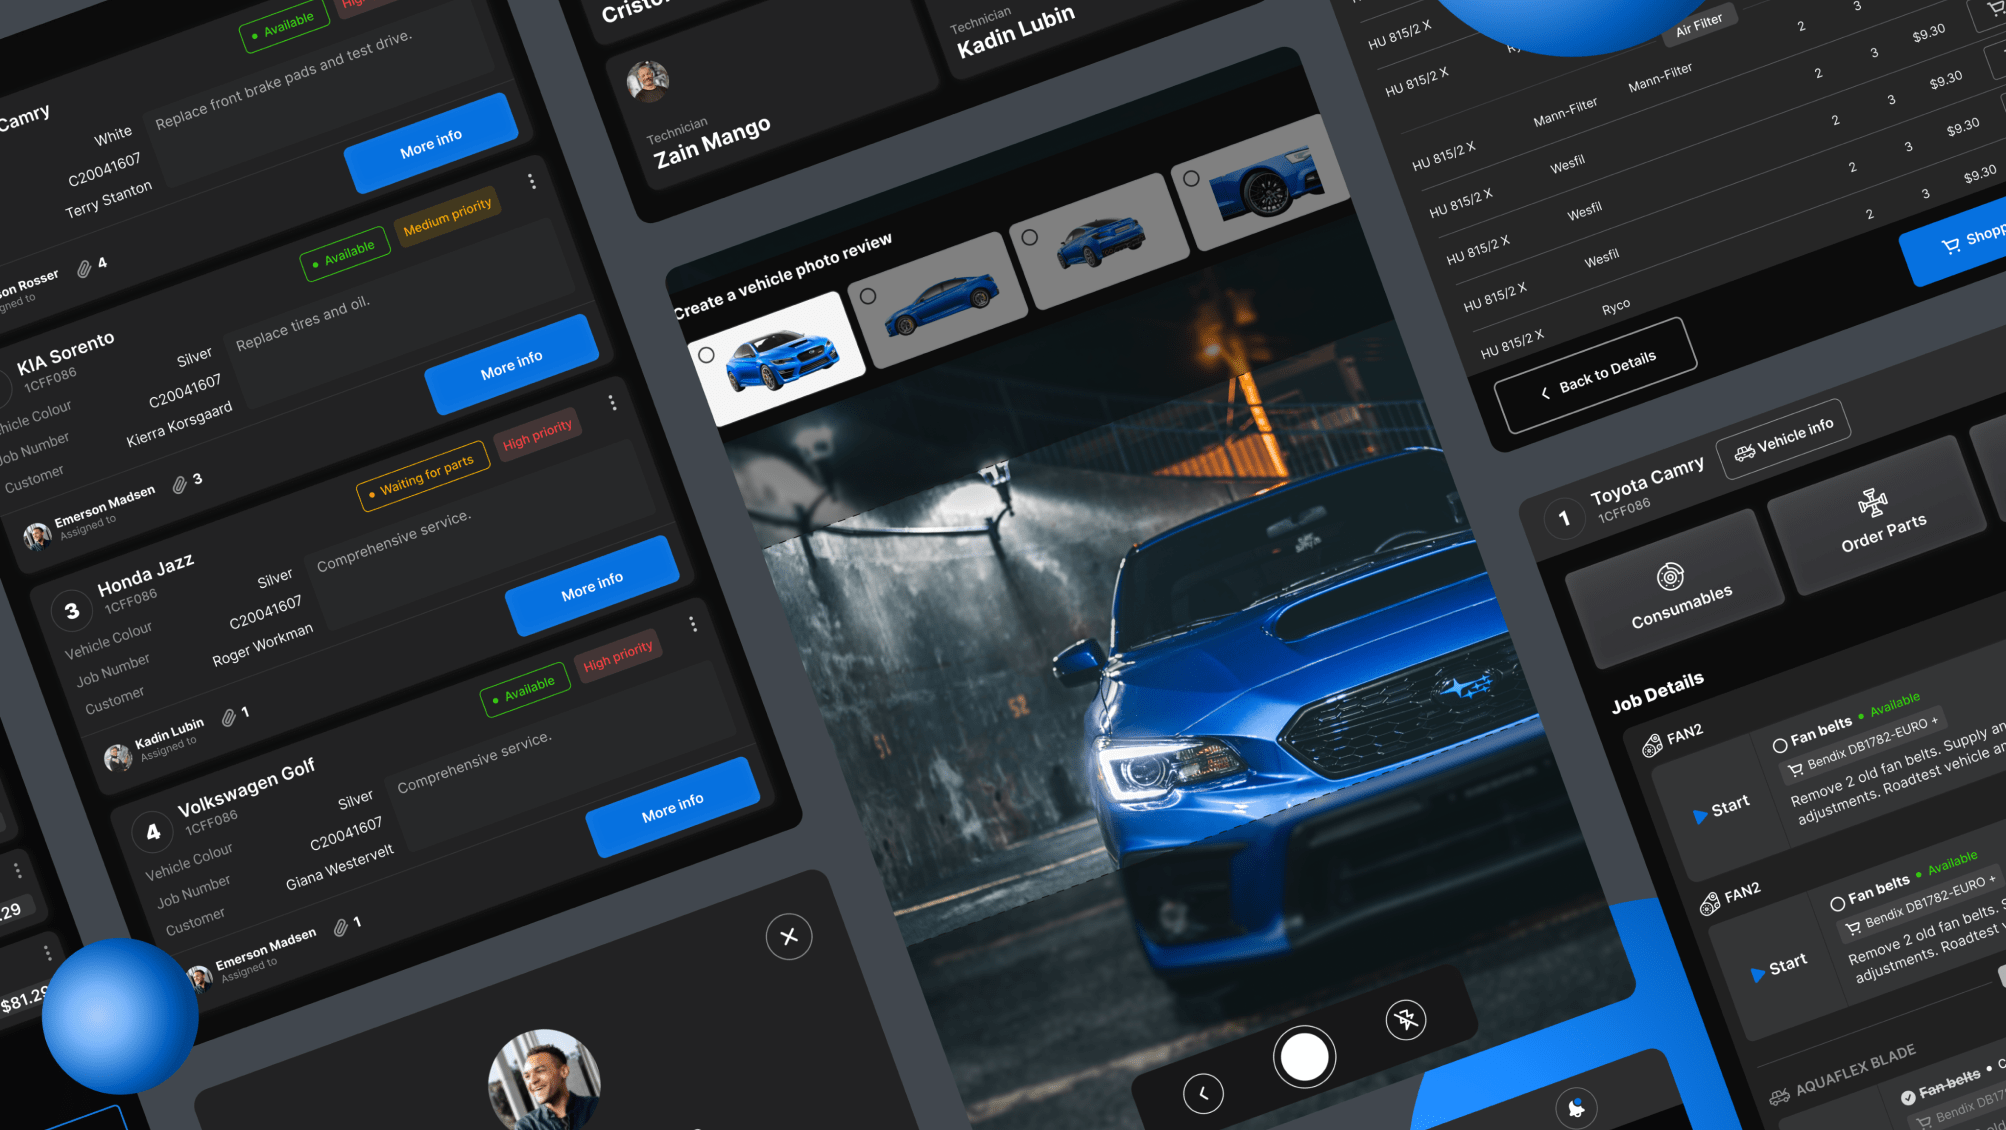 Available
Camry
White
C20041607
Terry Stanton
Replace front brake pads and test drive.
More info
son Rosser
4
Available
Medium priority
KIA Sorento
1CFF086
Vehicle Colour
Job Number
Customer
Silver
C20041607
Kierra Korsgaard
Replace tires and oil.
More info
Emerson Madsen
Assigned to
3
Waiting for parts
High priority
3
Honda Jazz
1CFF086
Vehicle Colour
Job Number
Customer
Silver
C20041607
Roger Workman
Comprehensive service.
More info
Kadin Lubin
Assigned to
1
Available
High priority
4
Volkswagen Golf
1CFF086
Vehicle Colour
Job Number
Customer
Silver
C20041607
Giana Westervelt
Comprehensive service.
More info
Emerson Madsen
Assigned to
1
.29
$81.29
Technician
Zain Mango
Technician
Kadin Lubin
Create a vehicle photo review
HU 815/2 X
HU 815/2 X
Air Filter
2
3
$9.30
HU 815/2 X
Mann-Filter
Mann-Filter
2
3
$9.30
HU 815/2 X
Wesfil
2
3
$9.30
HU 815/2 X
Wesfil
2
3
$9.30
HU 815/2 X
Wesfil
2
3
HU 815/2 X
Ryco
Back to Details
1
Toyota Camry
1CFF086
Vehicle info
Consumables
Order Parts
Job Details
FAN2
Start
Fan belts
Available
Bendix DB1782-EURO +
Remove 2 old fan belts. Supply an
adjustments. Roadtest vehicle a
FAN2
Start
Fan belts
Available
Bendix DB1782-EURO +
Remove 2 old fan belts. S
adjustments. Roadtest v
AQUAFLEX BLADE
Fan belts
Bendix DB17